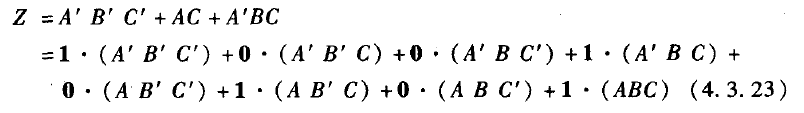 Z = A′ B′ C′ + AC + A′BC
= 1 · (A′ B′ C′) + 0 · (A′ B′ C) + 0 · (A′ B C′) + 1 · (A′ B C) +
0 · (A B′ C′) + 1 · (A B′ C) + 0 · (A B C′) + 1 · (ABC) (4.3.23)